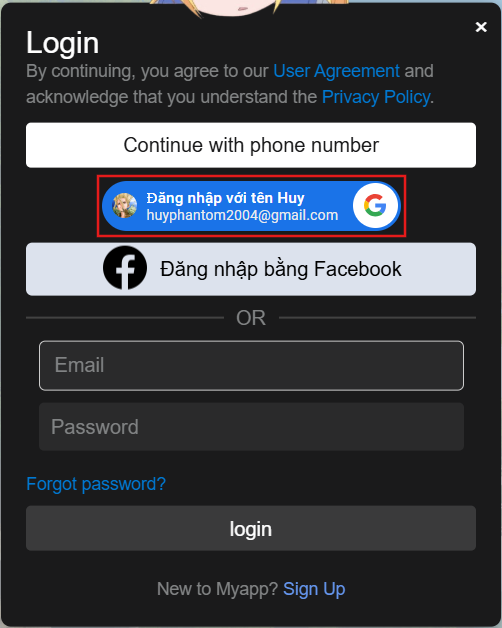 Login
By continuing, you agree to our User Agreement and
acknowledge that you understand the Privacy Policy.
Continue with phone number
Đăng nhập với tên Huy
huyphantom2004@gmail.com
Đăng nhập bằng Facebook
OR
Email
Password
Forgot password?
login
New to Myapp? Sign Up